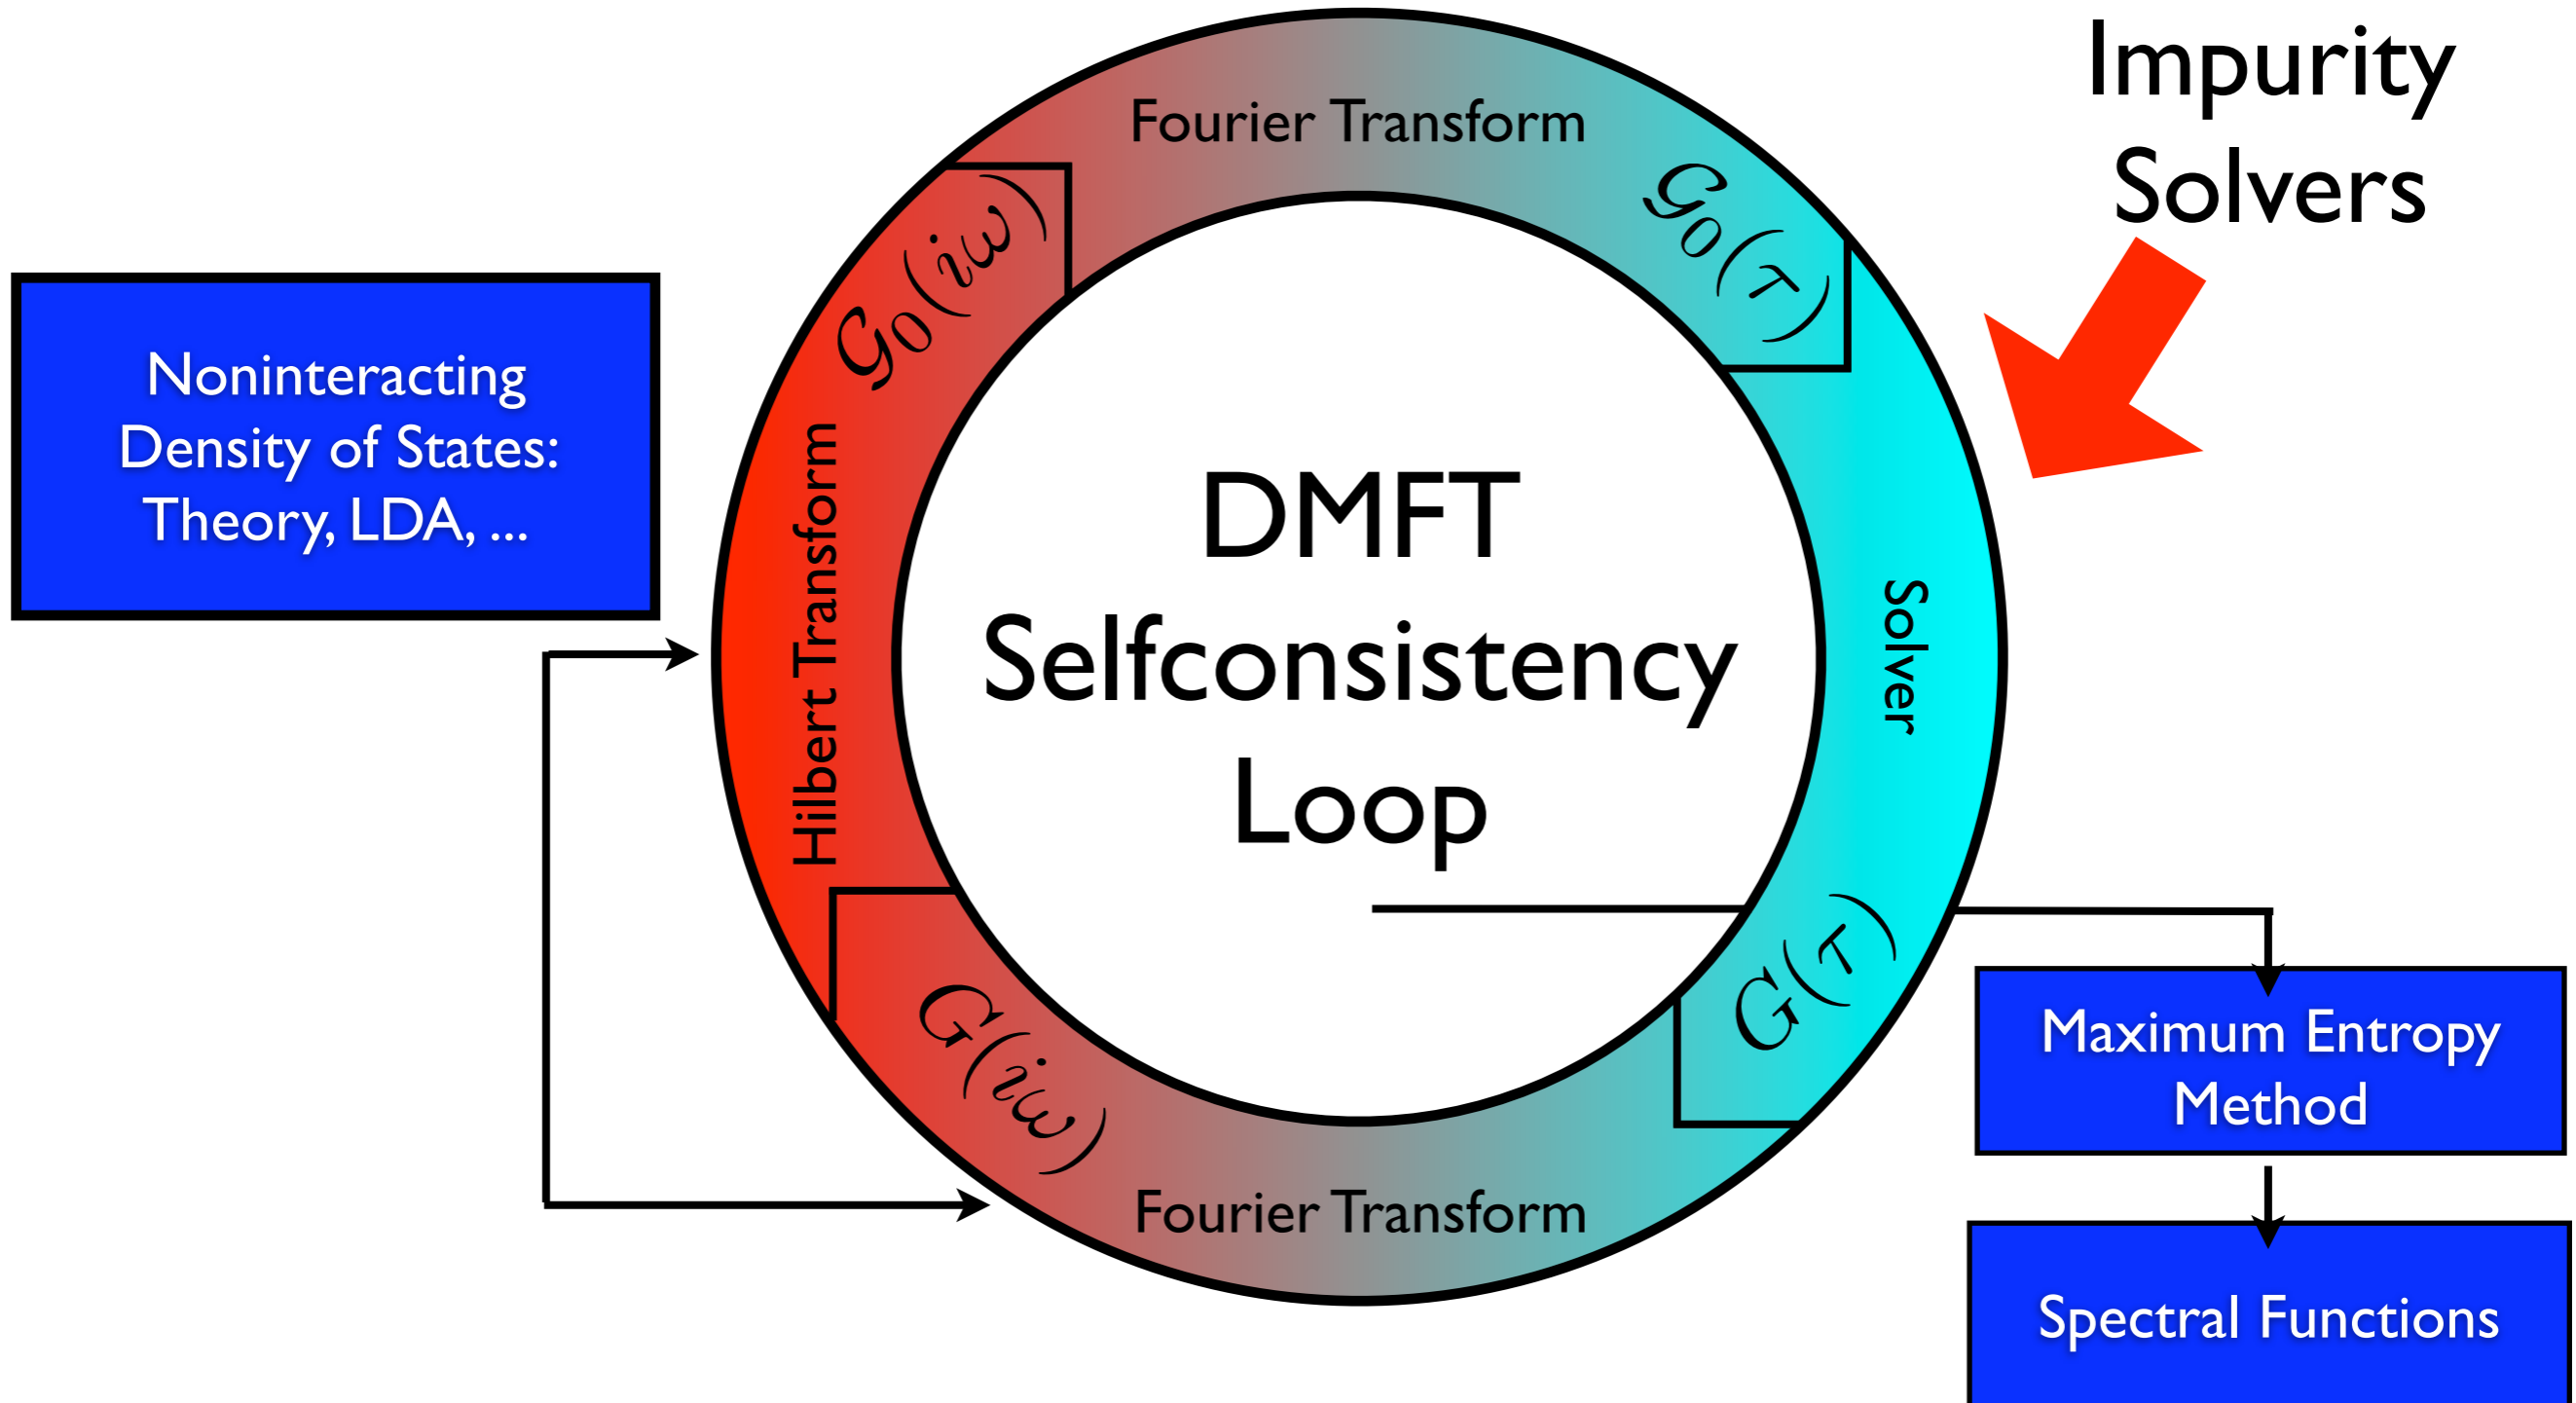 Impurity
Solvers
Fourier Transform
𝒢₀(iω)
𝒢₀(τ)
Noninteracting
Density of States:
Theory, LDA, ...
Hilbert Transform
DMFT
Selfconsistency
Loop
Solver
G(τ)
G(iω)
Fourier Transform
Maximum Entropy
Method
Spectral Functions